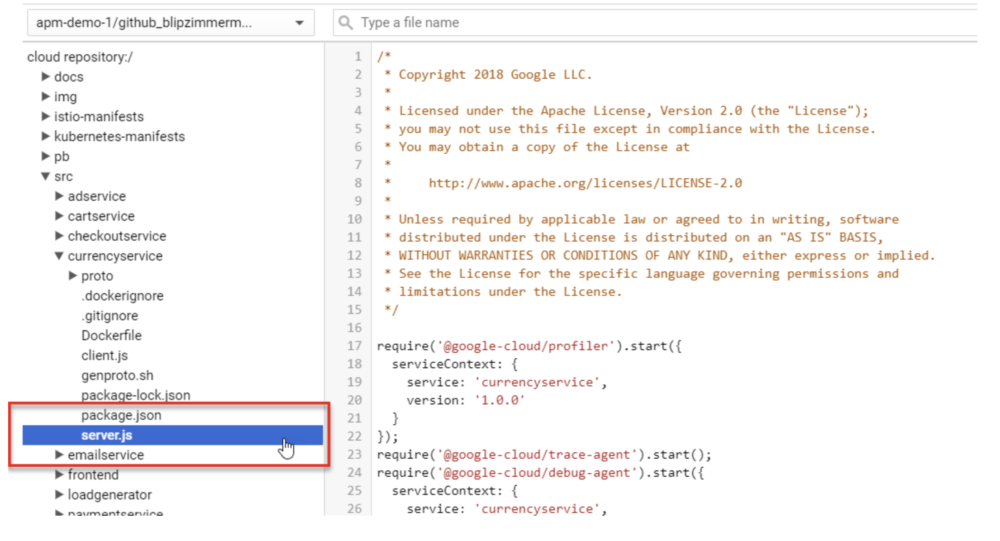 apm-demo-1/github_blipzimmerm...
Type a file name
cloud repository:/
docs
img
istio-manifests
kubernetes-manifests
pb
src
adservice
cartservice
checkoutservice
currencyservice
proto
.dockerignore
.gitignore
Dockerfile
client.js
genproto.sh
package-lock.json
package.json
server.js
emailservice
frontend
loadgenerator
paymentservice
1 /*
2  * Copyright 2018 Google LLC.
3  *
4  * Licensed under the Apache License, Version 2.0 (the "License");
5  * you may not use this file except in compliance with the License.
6  * You may obtain a copy of the License at
7  *
8  *     http://www.apache.org/licenses/LICENSE-2.0
9  *
10  * Unless required by applicable law or agreed to in writing, software
11  * distributed under the License is distributed on an "AS IS" BASIS,
12  * WITHOUT WARRANTIES OR CONDITIONS OF ANY KIND, either express or implied.
13  * See the License for the specific language governing permissions and
14  * limitations under the License.
15  */
16
17 require('@google-cloud/profiler').start({
18   serviceContext: {
19     service: 'currencyservice',
20     version: '1.0.0'
21   }
22 });
23 require('@google-cloud/trace-agent').start();
24 require('@google-cloud/debug-agent').start({
25   serviceContext: {
26     service: 'currencyservice',